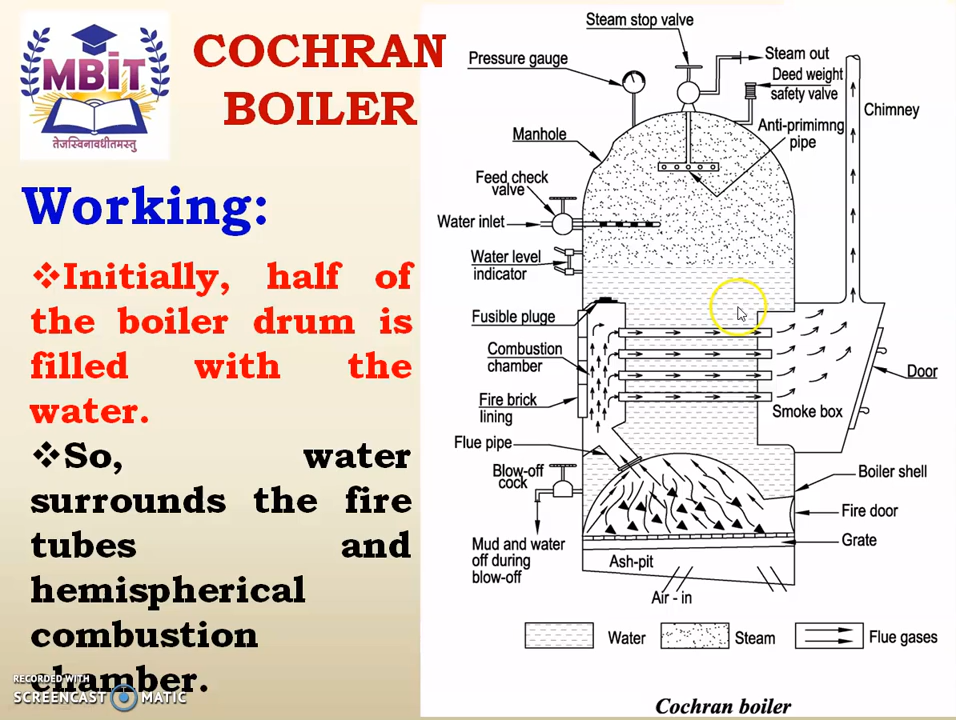 MBIT
तेजस्विनावधीतमस्तु
COCHRAN
BOILER
Working:
❖Initially, half of
the boiler drum is
filled with the
water.
❖So, water
surrounds the fire
tubes and
hemispherical
combustion
chamber.
RECORDED WITH
SCREENCAST MATIC
Steam stop valve
Pressure gauge
Steam out
Deed weight
safety valve
Chimney
Manhole
Anti-primimng
pipe
Feed check
valve
Water inlet
Water level
indicator
Fusible pluge
Combustion
chamber
Door
Fire brick
lining
Smoke box
Flue pipe
Blow-off
cock
Boiler shell
Fire door
Grate
Mud and water
off during
blow-off
Ash-pit
Air - in
Water
Steam
Flue gases
Cochran boiler